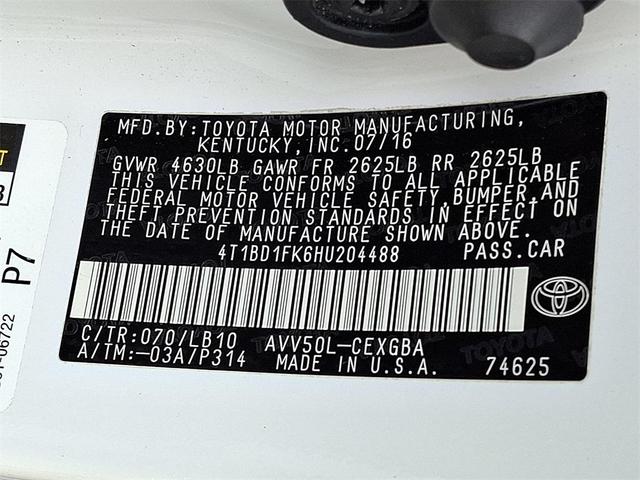 MFD.BY:TOYOTA MOTOR MANUFACTURING,
KENTUCKY, INC.07/16
GVWR 4630LB GAWR FR 2625LB RR 2625LB
THIS VEHICLE CONFORMS TO ALL APPLICABLE
FEDERAL MOTOR VEHICLE SAFETY,BUMPER,AND
THEFT PREVENTION STANDARDS IN EFFECT ON
THE DATE OF MANUFACTURE SHOWN ABOVE.
4T1BD1FK6HU204488 PASS.CAR
C/TR:070/LB10 AVV50L-CEXGBA
A/TM:-03A/P314 MADE IN U.S.A. 74625
P7